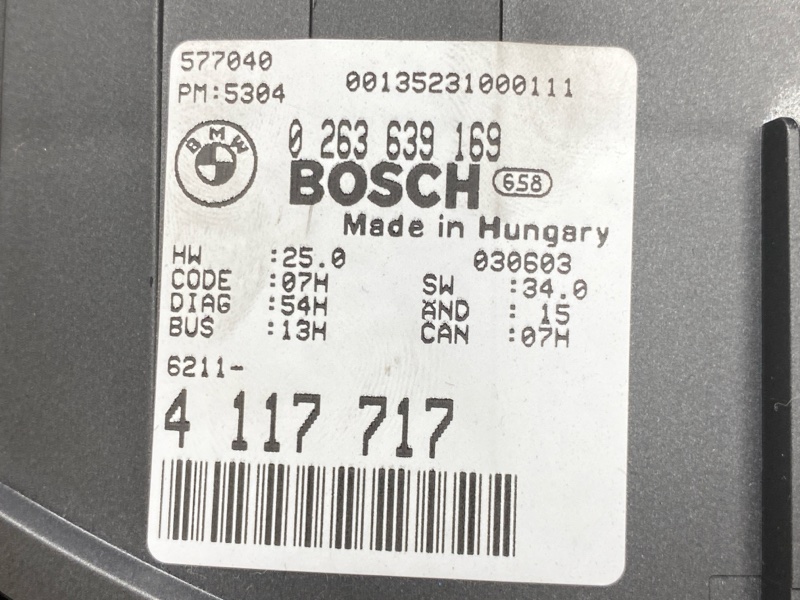 577040
00135231000111
PM:5304
BMW
0 263 639 169
BOSCH 658
Made in Hungary
HW :25.0 030603
CODE :07H SW :34.0
DIAG :54H AND : 15
BUS :13H CAN :07H
6211-
4 117 717